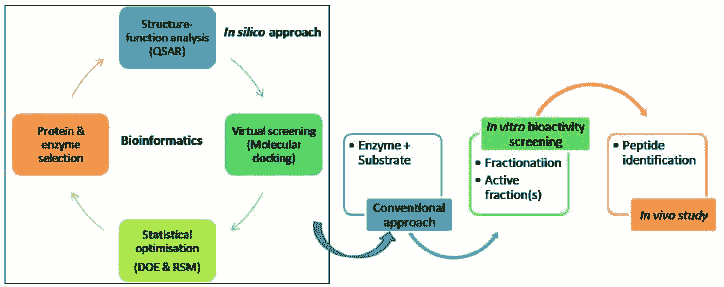 Structure-
function analysis
(QSAR)
In silico approach
Protein &
enzyme
selection
Bioinformatics
Virtual screening
(Molecular
docking)
Statistical
optimisation
(DOE & RSM)
• Enzyme +
Substrate
Conventional
approach
In vitro bioactivity
screening
• Fractionatiion
• Active
fraction(s)
• Peptide
identification
In vivo study